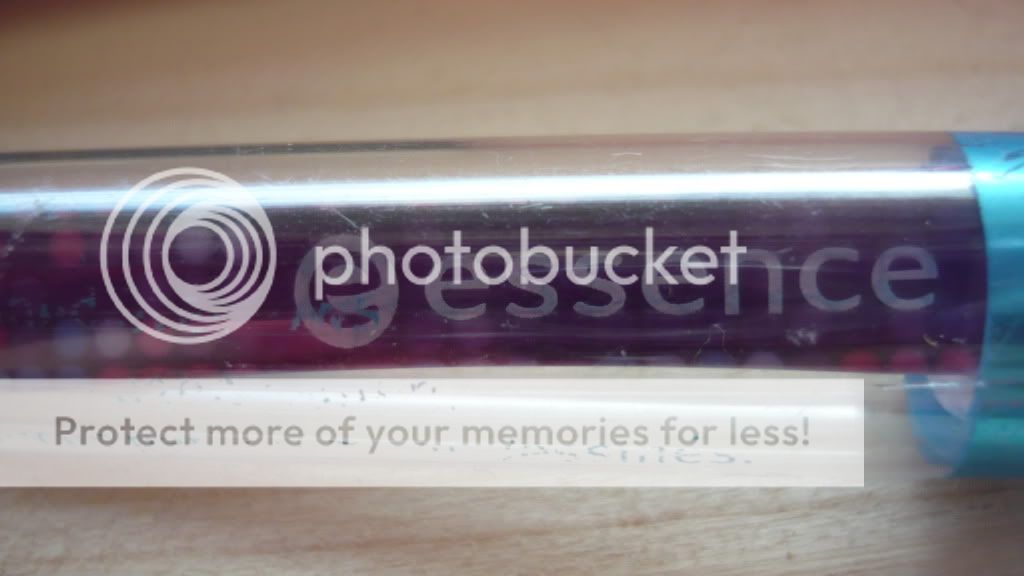 photobucket
essence
Protect more of your memories for less!